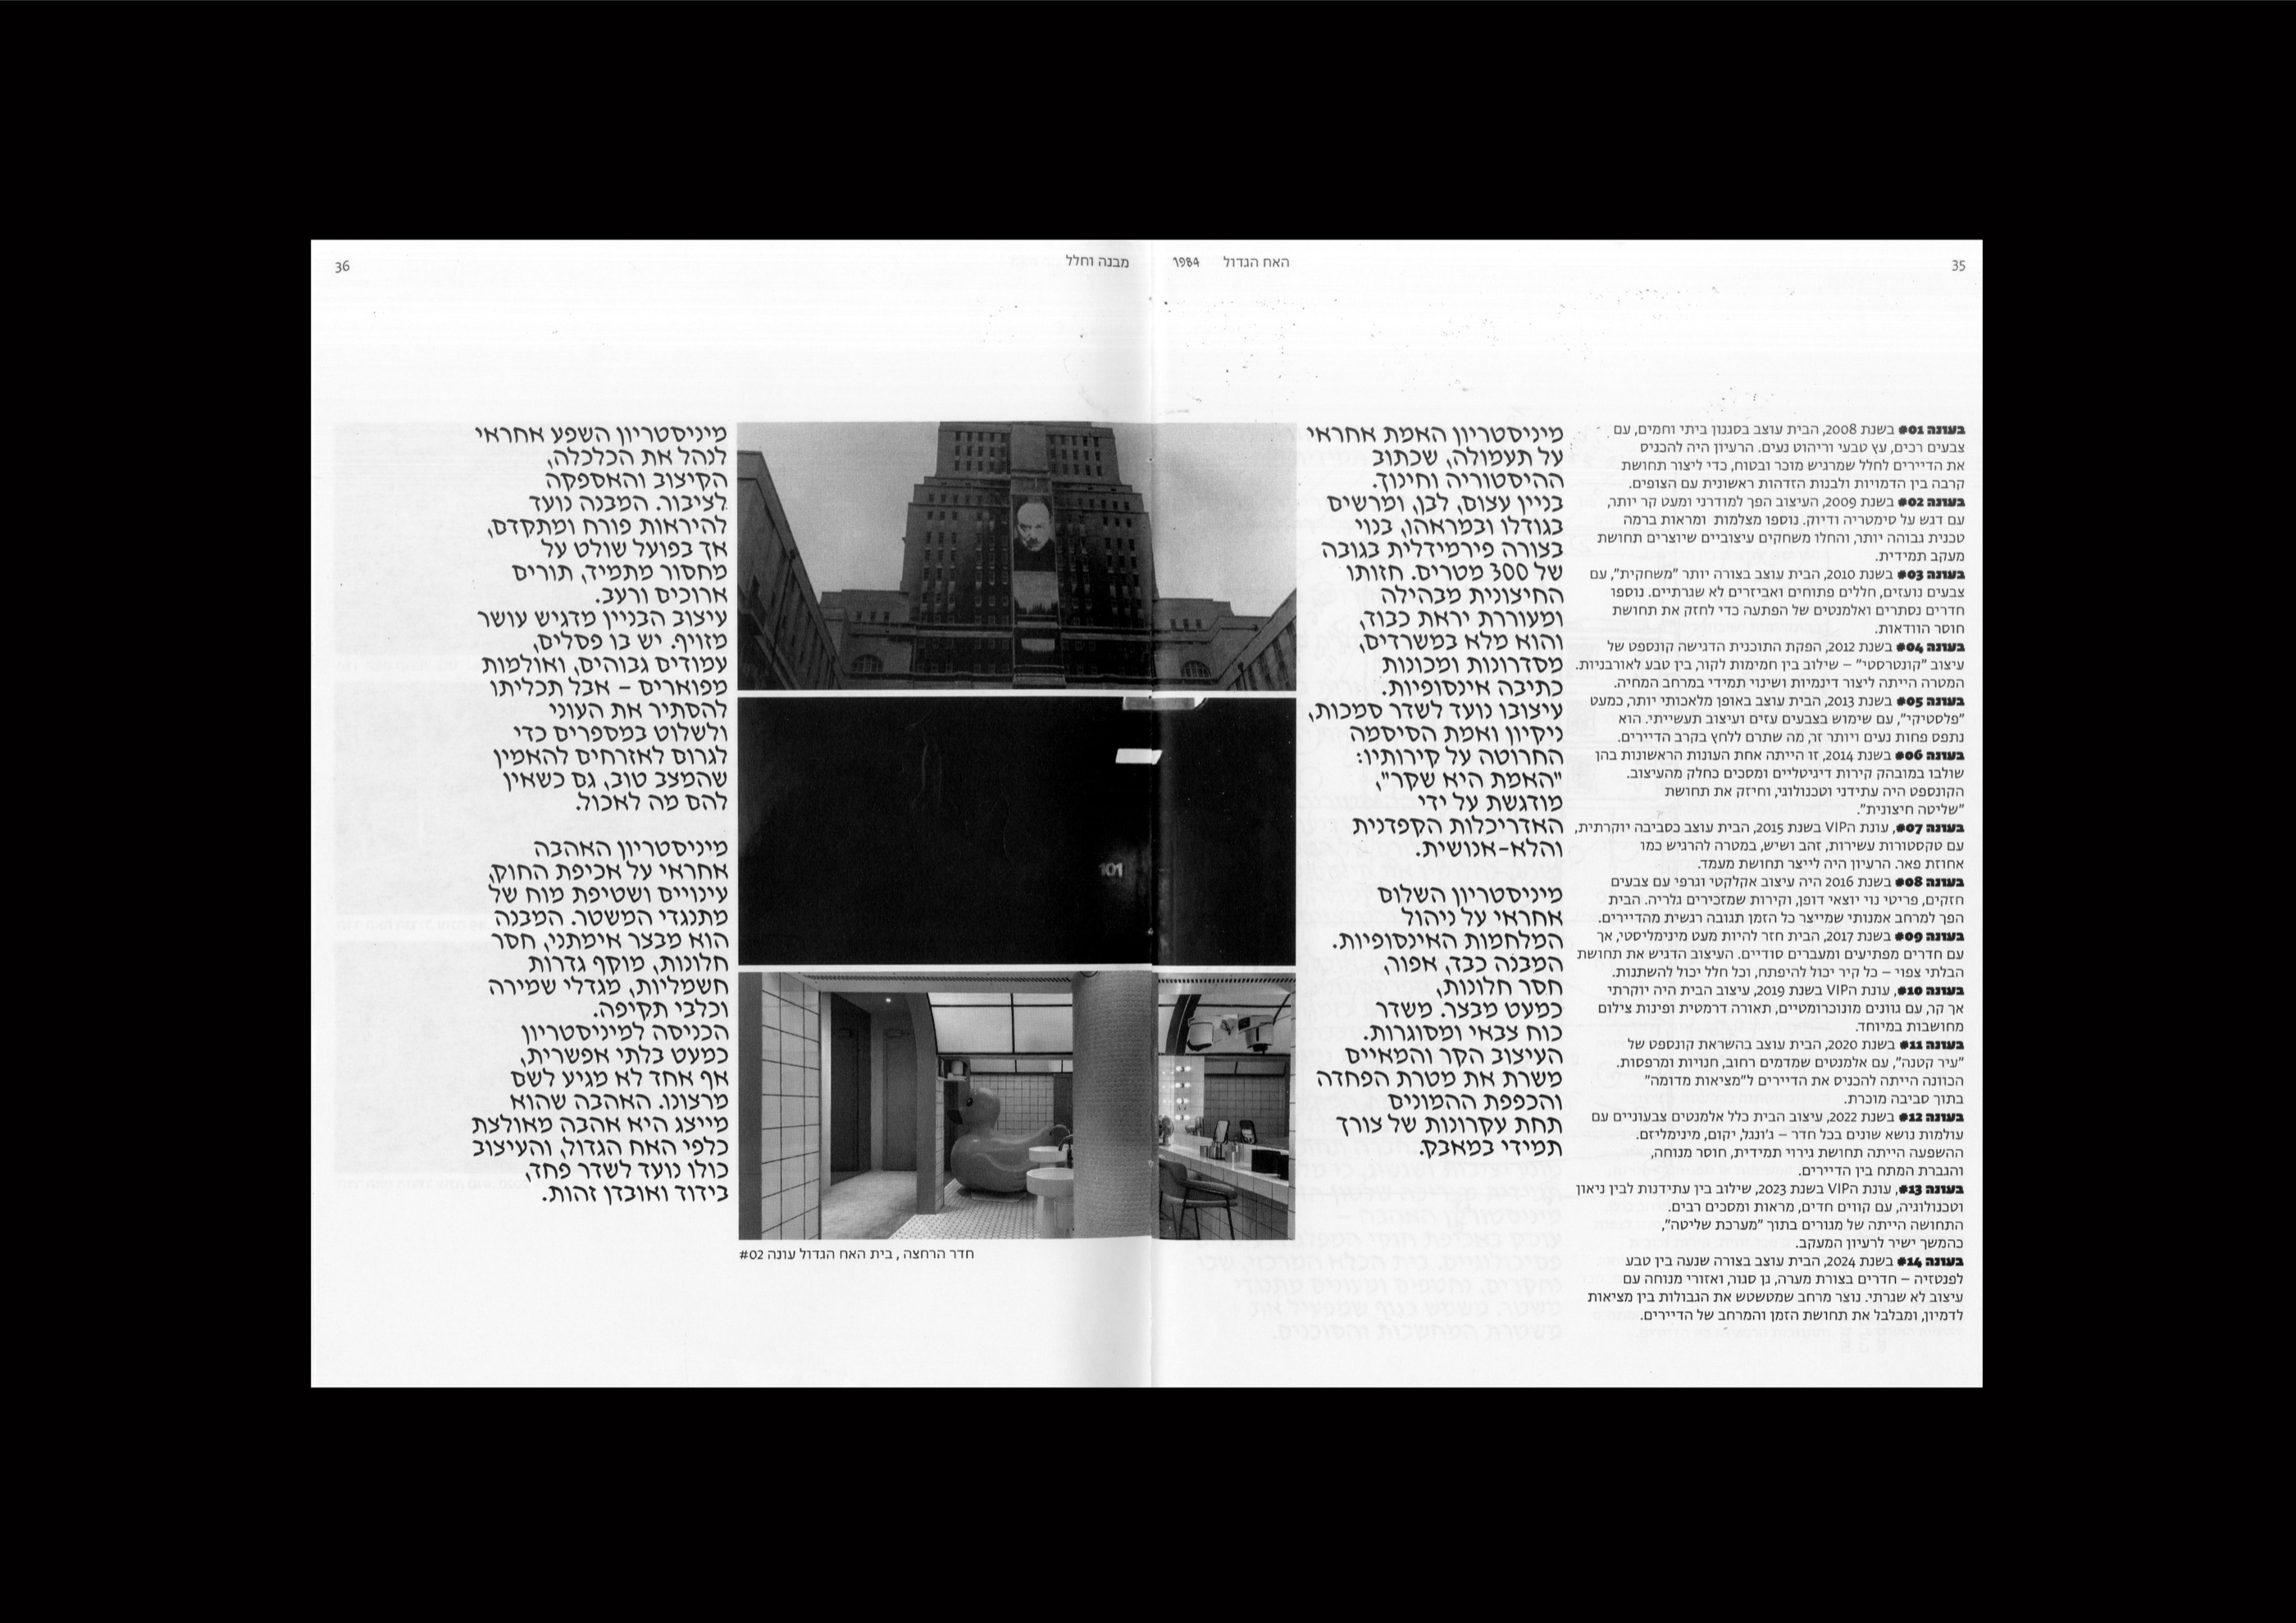 35
האח הגדול 1984
בעונה #01 בשנת 2008, הבית עוצב בסגנון ביתי וחמים, עם
צבעים רכים, עץ טבעי וריהוט נעים. הרעיון היה להכניס
את הדיירים לחלל שמרגיש מוכר ובטוח, כדי ליצור תחושת
קרבה בין הדמויות ולבנות הזדהות ראשונית עם הצופים.
בעונה #02 בשנת 2009, העיצוב הפך למודרני ומעט קר יותר,
עם דגש על סימטריה ודיוק. נוספו מצלמות ומראות ברמה
טכנית גבוהה יותר, והחלו משחקים עיצוביים שיוצרים תחושת
מעקב תמידית.
בעונה #03 בשנת 2010, הבית עוצב בצורה יותר "משחקית", עם
צבעים נועזים, חללים פתוחים ואביזרים לא שגרתיים. נוספו
חדרים נסתרים ואלמנטים של הפתעה כדי לחזק את תחושת
חוסר הוודאות.
בעונה #04 בשנת 2012, הפקת התוכנית הדגישה קונספט של
עיצוב "קונטרסטי" – שילוב בין חמימות לקור, בין טבע לאורבניות.
המטרה הייתה ליצור דינמיות ושינוי תמידי במרחב המחיה.
בעונה #05 בשנת 2013, הבית עוצב באופן מלאכותי יותר, כמעט
"פלסטיקי", עם שימוש בצבעים עזים ועיצוב תעשייתי. הוא
נתפס פחות נעים ויותר זר, מה שתרם ללחץ בקרב הדיירים.
בעונה #06 בשנת 2014, זו הייתה אחת העונות הראשונות בהן
שולבו במובהק קירות דיגיטליים ומסכים כחלק מהעיצוב.
הקונספט היה עתידני וטכנולוגי, וחיזק את תחושת
"שליטה חיצונית".
בעונה #07, עונת הVIP בשנת 2015, הבית עוצב כסביבה יוקרתית,
עם טקסטורות עשירות, זהב ושיש, במטרה להרגיש כמו
אחוזת פאר. הרעיון היה לייצר תחושת מעמד.
בעונה #08 בשנת 2016 היה עיצוב אקלקטי וגרפי עם צבעים
חזקים, פריטי נוי יוצאי דופן, וקירות שמזכירים גלריה. הבית
הפך למרחב אמנותי שמייצר כל הזמן תגובה רגשית מהדיירים.
בעונה #09 בשנת 2017, הבית חזר להיות מעט מינימליסטי, אך
עם חדרים מפתיעים ומעברים סודיים. העיצוב הדגיש את תחושת
הבלתי צפוי – כל קיר יכול להיפתח, וכל חלל יכול להשתנות.
בעונה #10, עונת הVIP בשנת 2019, עיצוב הבית היה יוקרתי
אך קר, עם גוונים מונוכרומטיים, תאורה דרמטית ופינות צילום
מחושבות במיוחד.
בעונה #11 בשנת 2020, הבית עוצב בהשראת קונספט של
"עיר קטנה", עם אלמנטים שמדמים רחוב, חנויות ומרפסות.
הכוונה הייתה להכניס את הדיירים ל"מציאות מדומה"
בתוך סביבה מוכרת.
בעונה #12 בשנת 2022, עיצוב הבית כלל אלמנטים צבעוניים עם
עולמות נושא שונים בכל חדר – ג'ונגל, יקום, מינימליזם.
ההשפעה הייתה תחושת גירוי תמידית, חוסר מנוחה,
והגברת המתח בין הדיירים.
בעונה #13, עונת הVIP בשנת 2023, שילוב בין עתידנות לבין ניאון
וטכנולוגיה, עם קווים חדים, מראות ומסכים רבים.
התחושה הייתה של מגורים בתוך "מערכת שליטה",
כהמשך ישיר לרעיון המעקב.
בעונה #14 בשנת 2024, הבית עוצב בצורה שנעה בין טבע
לפנטזיה – חדרים בצורת מערה, גן סגור, ואזורי מנוחה עם
עיצוב לא שגרתי. נוצר מרחב שמטשטש את הגבולות בין מציאות
לדמיון, ומבלבל את תחושת הזמן והמרחב של הדיירים.
מיניסטריון האמת אחראי
על תעמולה, שכתוב
ההיסטוריה וחינוך.
בניין עצום, לבן, ומרשים
בגודלו ובמראהו, בנוי
בצורה פירמידלית בגובה
של 300 מטרים. חזותו
החיצונית מבהילה
ומעוררת יראת כבוד,
והוא מלא במשרדים,
מסדרונות ומכונות
כתיבה אינסופיות.
עיצובו נועד לשדר סמכות,
ניקיון ואמת הסיסמה
החרוטה על קירותיו:
"האמת היא שקר",
מודגשת על ידי
האדריכלות הקפדנית
והלא-אנושית.
מיניסטריון השלום
אחראי על ניהול
המלחמות האינסופיות.
המבנה כבד, אפור,
חסר חלונות,
כמעט מבצר. משדר
כוח צבאי ומסוגרות.
העיצוב הקר והמאיים
משרת את מטרת הפחדה
והכפפת ההמונים
תחת עקרונות של צורך
תמידי במאבק.
מבנה וחלל
36
101
חדר הרחצה , בית האח הגדול עונה #02
מיניסטריון השפע אחראי
לנהל את הכלכלה,
הקיצוב והאספקה
לציבור. המבנה נועד
להיראות פורח ומתקדם,
אך בפועל שולט על
מחסור מתמיד, תורים
ארוכים ורעב.
עיצוב הבניין מדגיש עושר
מזויף. יש בו פסלים,
עמודים גבוהים, ואולמות
מפוארים – אבל תכליתו
להסתיר את העוני
ולשלוט במספרים כדי
לגרום לאזרחים להאמין
שהמצב טוב, גם כשאין
להם מה לאכול.
מיניסטריון האהבה
אחראי על אכיפת החוק,
עינויים ושטיפת מוח של
מתנגדי המשטר. המבנה
הוא מבצר אימתני, חסר
חלונות, מוקף גדרות
חשמליות, מגדלי שמירה
וכלבי תקיפה.
הכניסה למיניסטריון
כמעט בלתי אפשרית,
אף אחד לא מגיע לשם
מרצונו. האהבה שהוא
מייצג היא אהבה מאולצת
כלפי האח הגדול, והעיצוב
כולו נועד לשדר פחד,
בידוד ואובדן זהות.